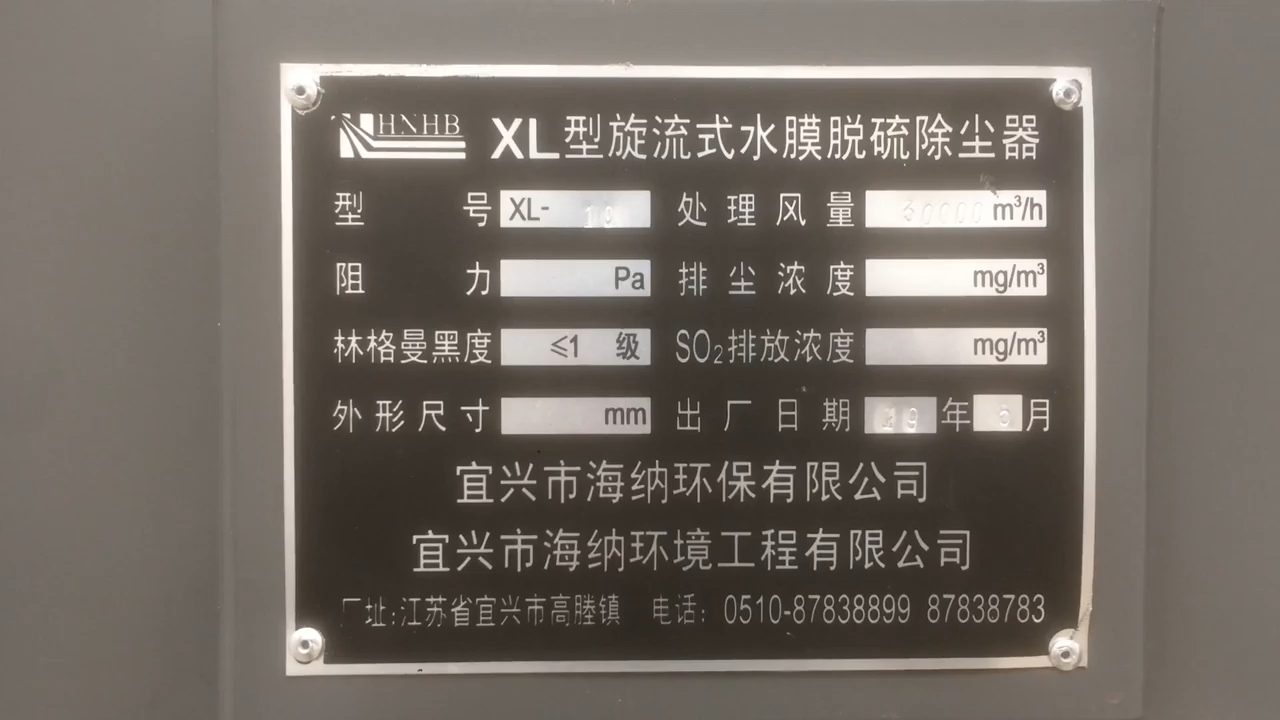 HNHB XL型旋流式水膜脱硫除尘器
型号 XL- 10 处理风量 30000 m³/h
阻力 Pa 排尘浓度 mg/m³
林格曼黑度 ≤1 级 SO₂排放浓度 mg/m³
外形尺寸 mm 出厂日期 19 年 月
宜兴市海纳环保有限公司
宜兴市海纳环境工程有限公司
厂址:江苏省宜兴市高塍镇 电话: 0510-87838899 87838783